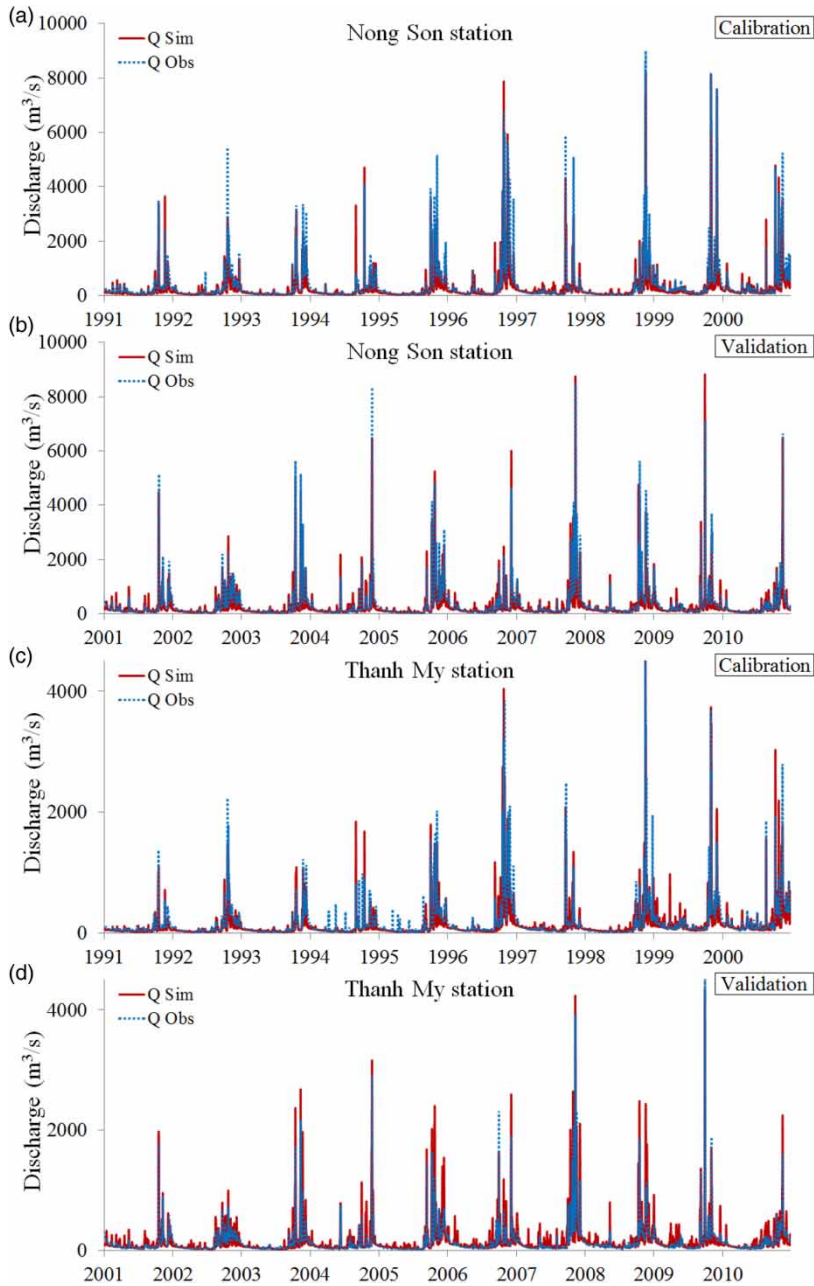 (a)
Nong Son station
Calibration
Q Sim
Q Obs
Discharge (m³/s)
10000
8000
6000
4000
2000
0
1991 1992 1993 1994 1995 1996 1997 1998 1999 2000
(b)
Nong Son station
Validation
Q Sim
Q Obs
Discharge (m³/s)
10000
8000
6000
4000
2000
0
2001 2002 2003 2004 2005 2006 2007 2008 2009 2010
(c)
Thanh My station
Calibration
Q Sim
Q Obs
Discharge (m³/s)
4000
2000
0
1991 1992 1993 1994 1995 1996 1997 1998 1999 2000
(d)
Thanh My station
Validation
Q Sim
Q Obs
Discharge (m³/s)
4000
2000
0
2001 2002 2003 2004 2005 2006 2007 2008 2009 2010